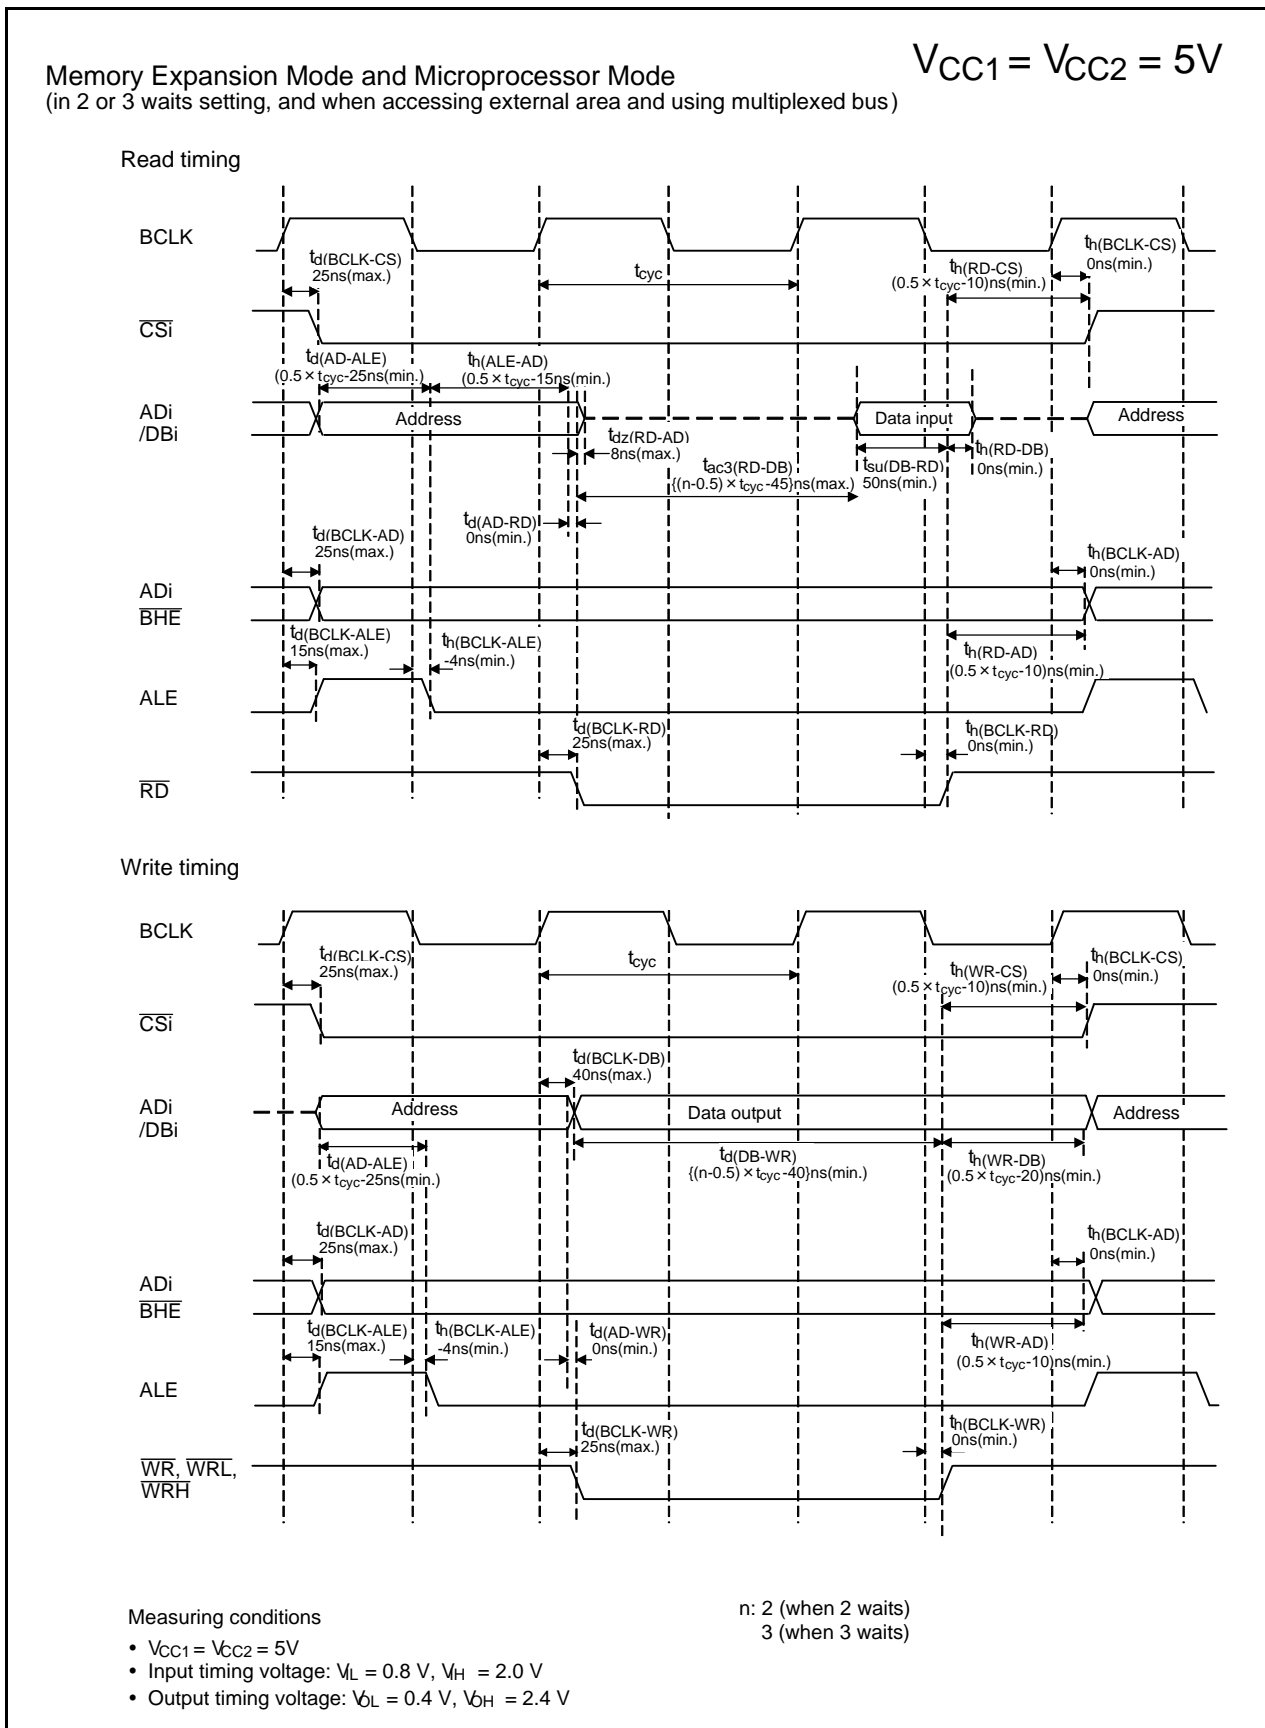 VCC1 = VCC2 = 5V
Memory Expansion Mode and Microprocessor Mode
(in 2 or 3 waits setting, and when accessing external area and using multiplexed bus)
Read timing
BCLK
td(BCLK-CS)
25ns(max.)
tcyc
th(RD-CS)
(0.5 × tcyc-10)ns(min.)
th(BCLK-CS)
0ns(min.)
CSi
td(AD-ALE)
(0.5 × tcyc-25ns(min.
th(ALE-AD)
(0.5 × tcyc-15ns(min.
ADi
/DBi
Address
Data input
Address
tdz(RD-AD)
8ns(max.)
tac3(RD-DB)
{(n-0.5) × tcyc-45}ns(max.)
tsu(DB-RD)
50ns(min.)
th(RD-DB)
0ns(min.)
td(AD-RD)
0ns(min.)
td(BCLK-AD)
25ns(max.)
th(BCLK-AD)
0ns(min.)
ADi
BHE
td(BCLK-ALE)
15ns(max.)
th(BCLK-ALE)
-4ns(min.)
th(RD-AD)
(0.5 × tcyc-10)ns(min.)
ALE
td(BCLK-RD)
25ns(max.)
th(BCLK-RD)
0ns(min.)
RD
Write timing
BCLK
td(BCLK-CS)
25ns(max.)
tcyc
th(WR-CS)
(0.5 × tcyc-10)ns(min.)
th(BCLK-CS)
0ns(min.)
CSi
td(BCLK-DB)
40ns(max.)
ADi
/DBi
Address
Data output
Address
td(AD-ALE)
(0.5 × tcyc-25ns(min.
td(DB-WR)
{(n-0.5) × tcyc-40}ns(min.)
th(WR-DB)
(0.5 × tcyc-20)ns(min.)
td(BCLK-AD)
25ns(max.)
th(BCLK-AD)
0ns(min.)
ADi
BHE
td(BCLK-ALE)
15ns(max.)
th(BCLK-ALE)
-4ns(min.)
td(AD-WR)
0ns(min.)
th(WR-AD)
(0.5 × tcyc-10)ns(min.)
ALE
td(BCLK-WR)
25ns(max.)
th(BCLK-WR)
0ns(min.)
WR, WRL,
WRH
Measuring conditions
• VCC1 = VCC2 = 5V
• Input timing voltage: VIL = 0.8 V, VIH = 2.0 V
• Output timing voltage: VOL = 0.4 V, VOH = 2.4 V
n: 2 (when 2 waits)
3 (when 3 waits)